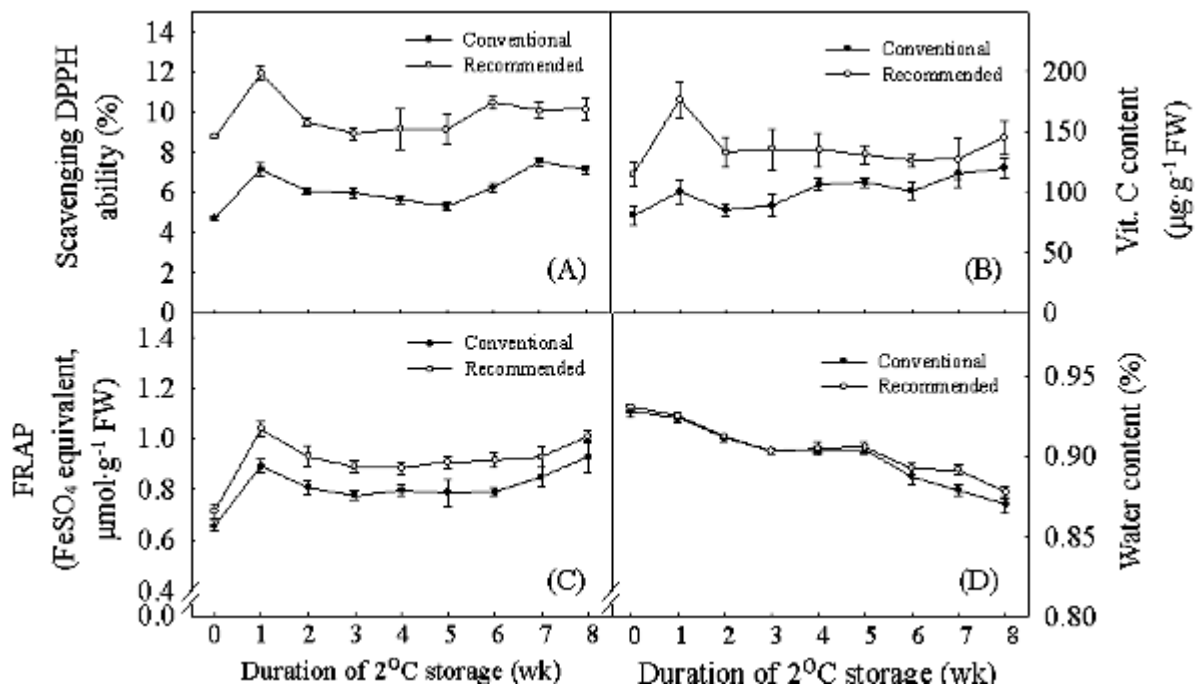 Scavenging DPPH
ability (%)
14
12
10
8
6
4
2
0
Conventional
Recommended
(A)
Conventional
Recommended
(B)
200
150
100
50
0
Vit. C content
(µg·g⁻¹ FW)
FRAP
(FeSO₄ equivalent,
µmol·g⁻¹ FW)
1.4
1.2
1.0
0.8
0.6
0.4
0.0
Conventional
Recommended
(C)
0 1 2 3 4 5 6 7 8
Duration of 2⁰C storage (wk)
Conventional
Recommended
(D)
0.95
0.90
0.85
0.80
Water content (%)
0 1 2 3 4 5 6 7 8
Duration of 2⁰C storage (wk)